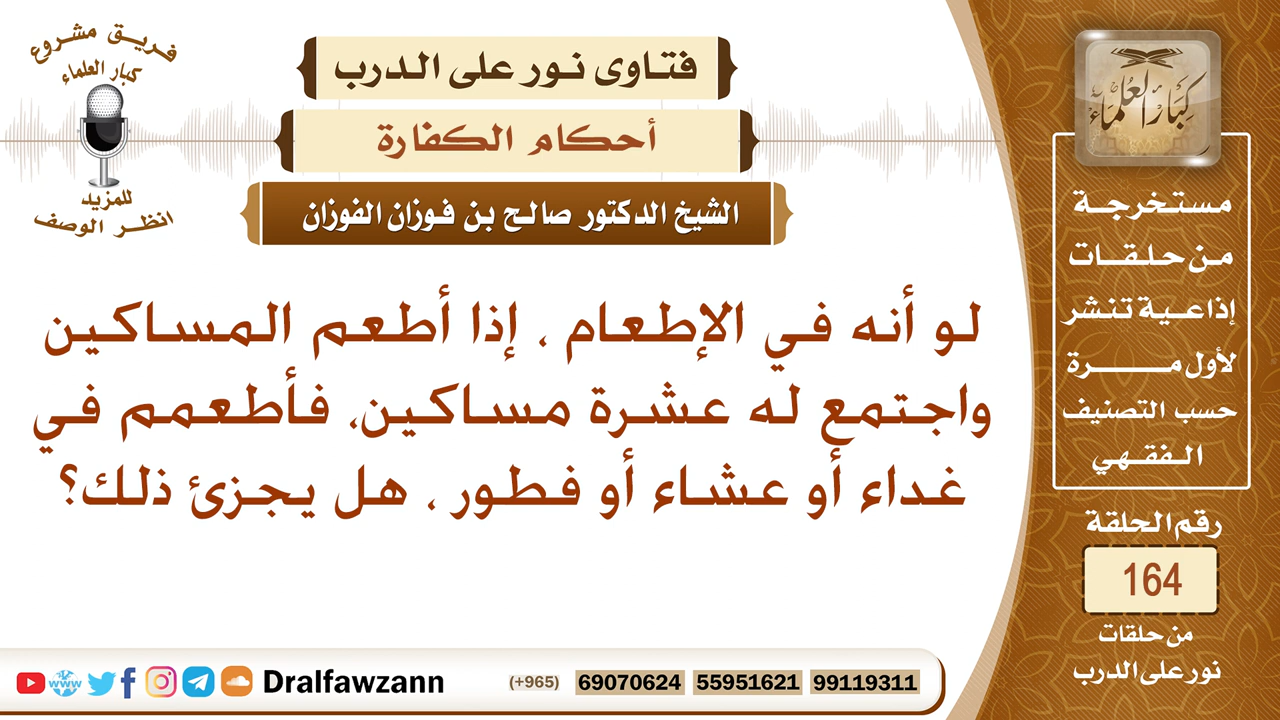 فريق مشروع
كبار العلماء
للمزيد
انظر الوصف
فتاوى نور على الدرب
أحكام الكفارة
الشيخ الدكتور صالح بن فوزان الفوزان
لو أنه في الإطعام ، إذا أطعم المساكين
واجتمع له عشرة مساكين، فأطعمم في
غداء أو عشاء أو فطور ، هل يجزئ ذلك؟
كبار العلماء
مستخرجة
من حلقات
إذاعية تنشر
لأول مرة
حسب التصنيف
الفقهي
رقم الحلقة
164
من حلقات
نور على الدرب
www Dralfawzann (+965) 69070624 55951621 99119311